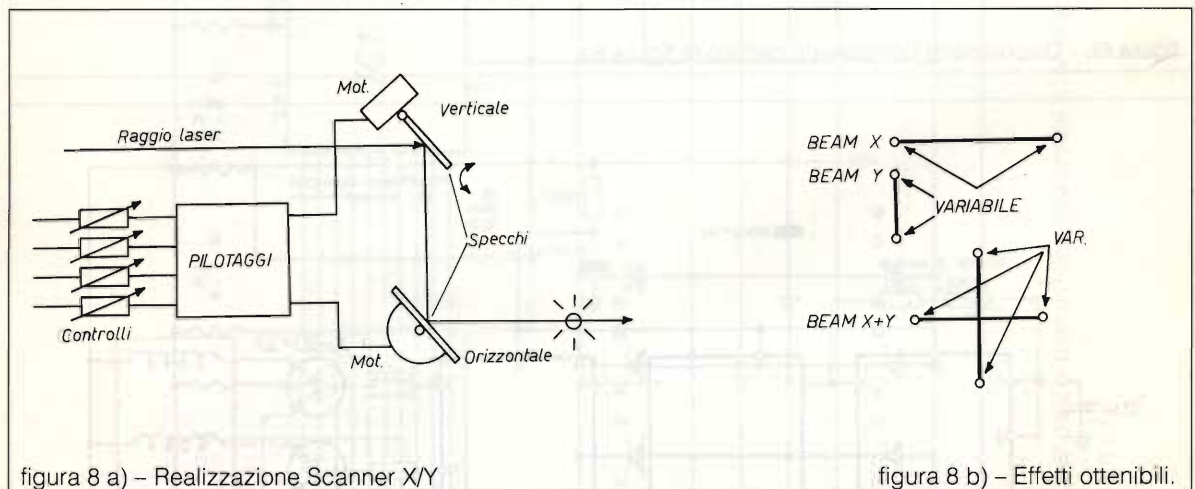 Mot.
Verticale
Raggio laser
Specchi
PILOTAGGI
Controlli
Mot.
Orizzontale
BEAM X
BEAM Y
VARIABILE
VAR.
BEAM X+Y
figura 8 a) – Realizzazione Scanner X/Y
figura 8 b) – Effetti ottenibili.